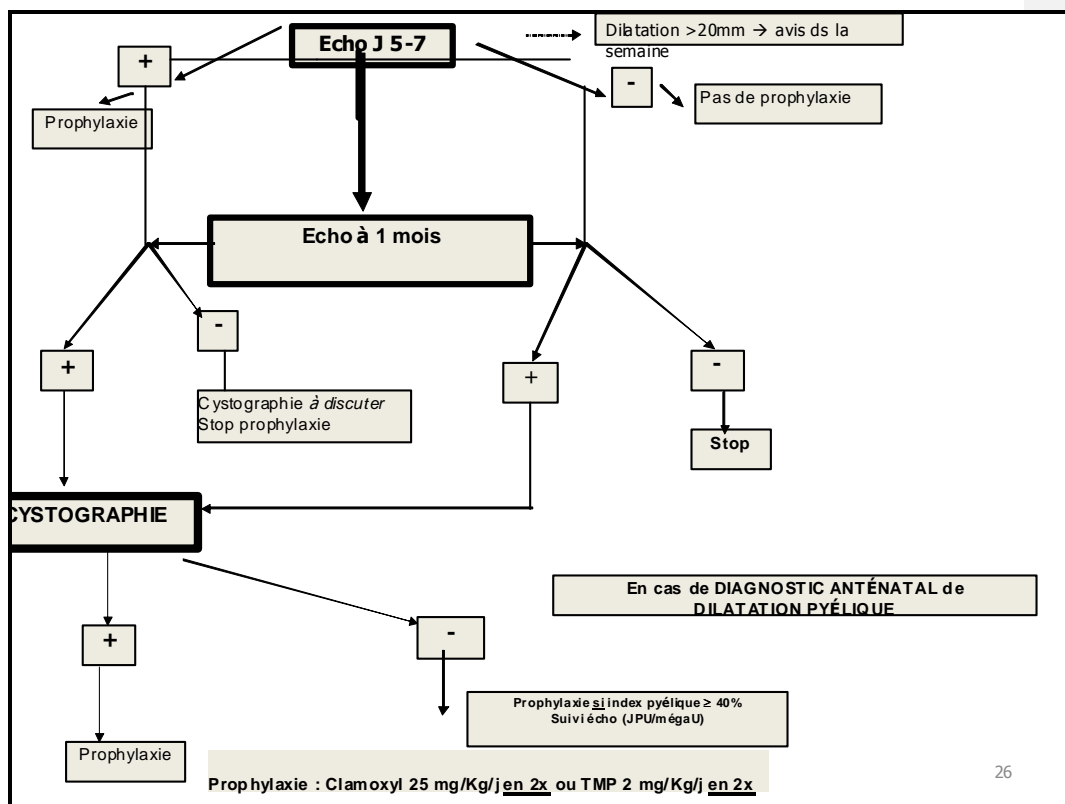 Echo J 5-7
Dilatation >20mm → avis ds la
semaine
+
-
Prophylaxie
Pas de prophylaxie
Echo à 1 mois
-
+
+
-
Cystographie à discuter
Stop prophylaxie
Stop
CYSTOGRAPHIE
En cas de DIAGNOSTIC ANTÉNATAL de
DILATATION PYÉLIQUE
+
-
Prophylaxie si index pyélique ≥ 40%
Suivi écho (JPU/mégaU)
Prophylaxie
Prophylaxie : Clamoxyl 25 mg/Kg/j en 2x ou TMP 2 mg/Kg/j en 2x
26